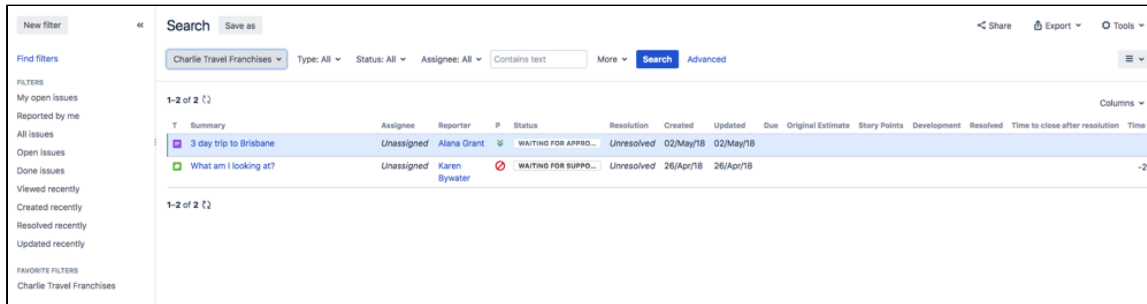 New filter «
Search Save as
Share Export Tools
Find filters
Charlie Travel Franchises Type: All Status: All Assignee: All Contains text More Search Advanced
FILTERS
My open issues
Reported by me
All issues
Open issues
Done issues
Viewed recently
Created recently
Resolved recently
Updated recently
FAVORITE FILTERS
Charlie Travel Franchises
1–2 of 2
Columns
T Summary Assignee Reporter P Status Resolution Created Updated Due Original Estimate Story Points Development Resolved Time to close after resolution Time
3 day trip to Brisbane Unassigned Alana Grant WAITING FOR APPRO... Unresolved 02/May/18 02/May/18
What am I looking at? Unassigned Karen Bywater WAITING FOR SUPPO... Unresolved 26/Apr/18 26/Apr/18 -2
1–2 of 2